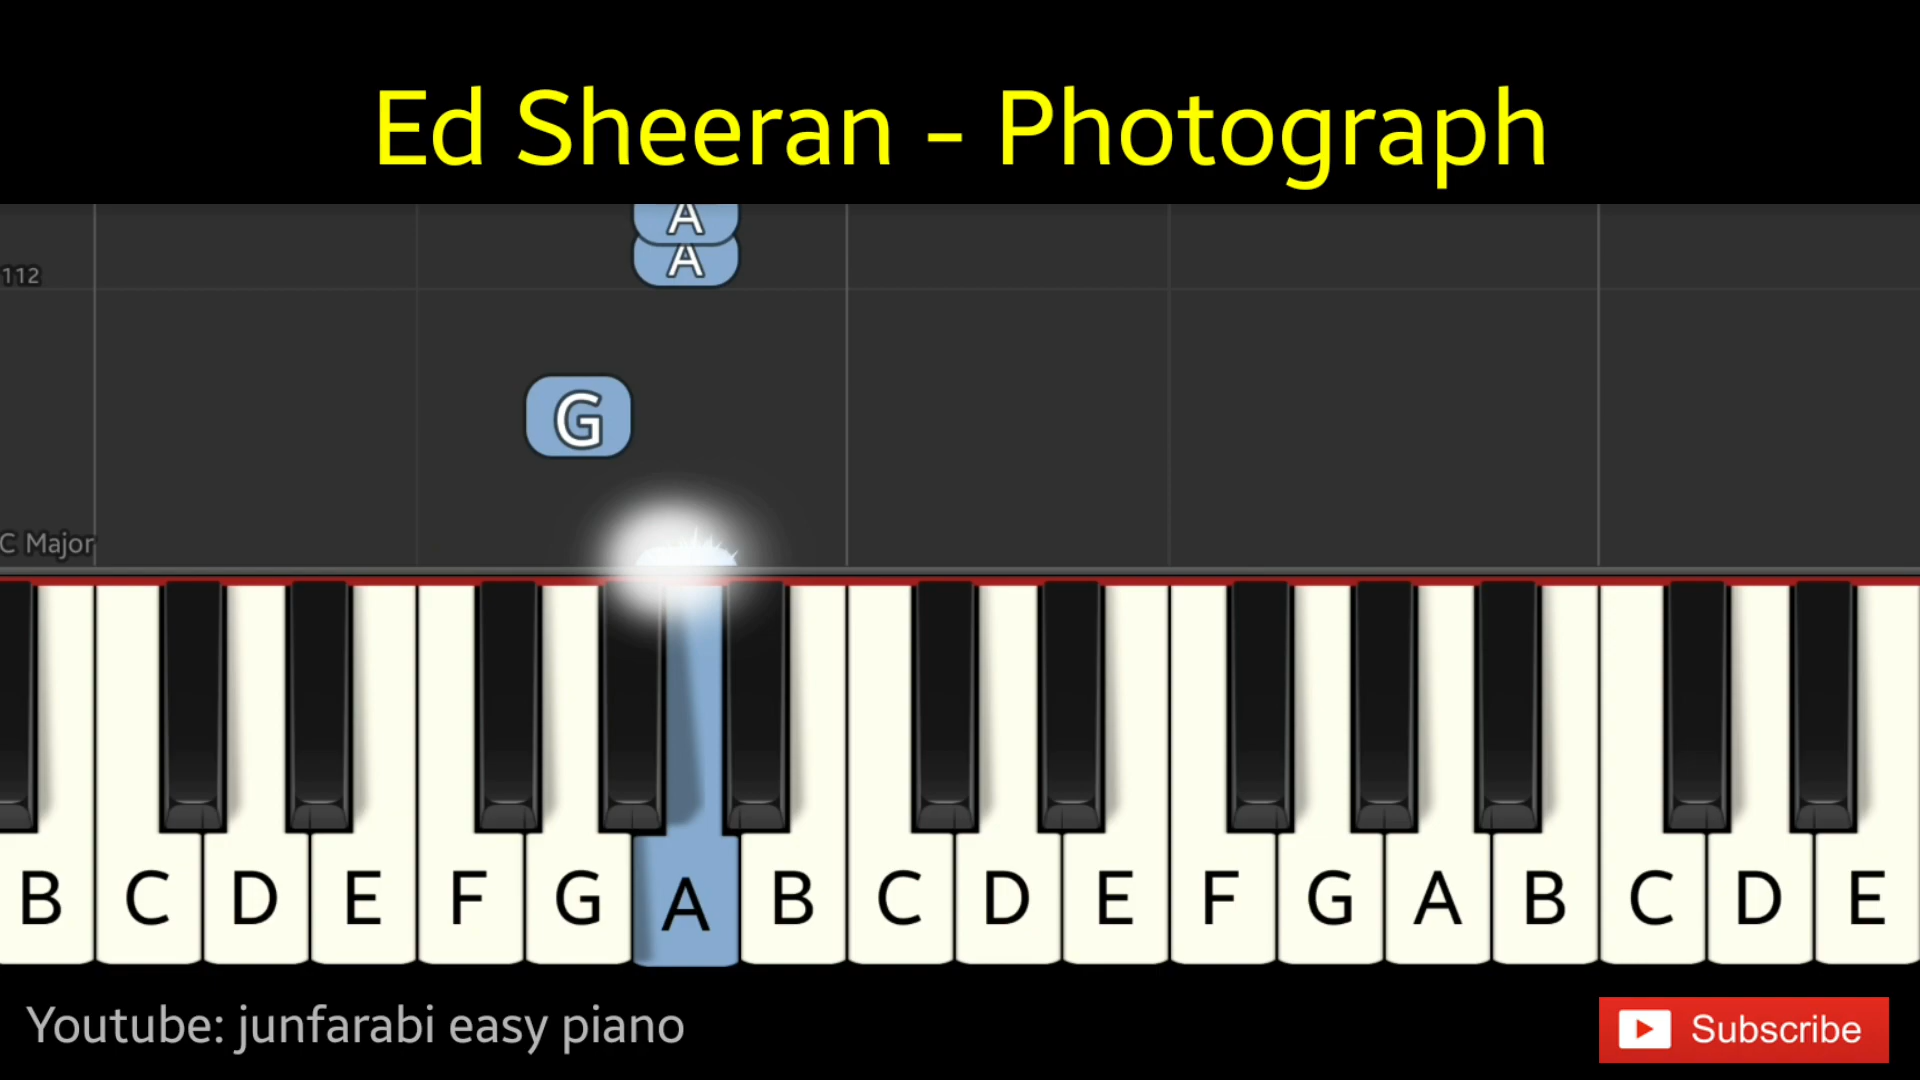 Ed Sheeran - Photograph
A
A
112
G
C Major
B C D E F G A B C D E F G A B C D E
Youtube: junfarabi easy piano
Subscribe